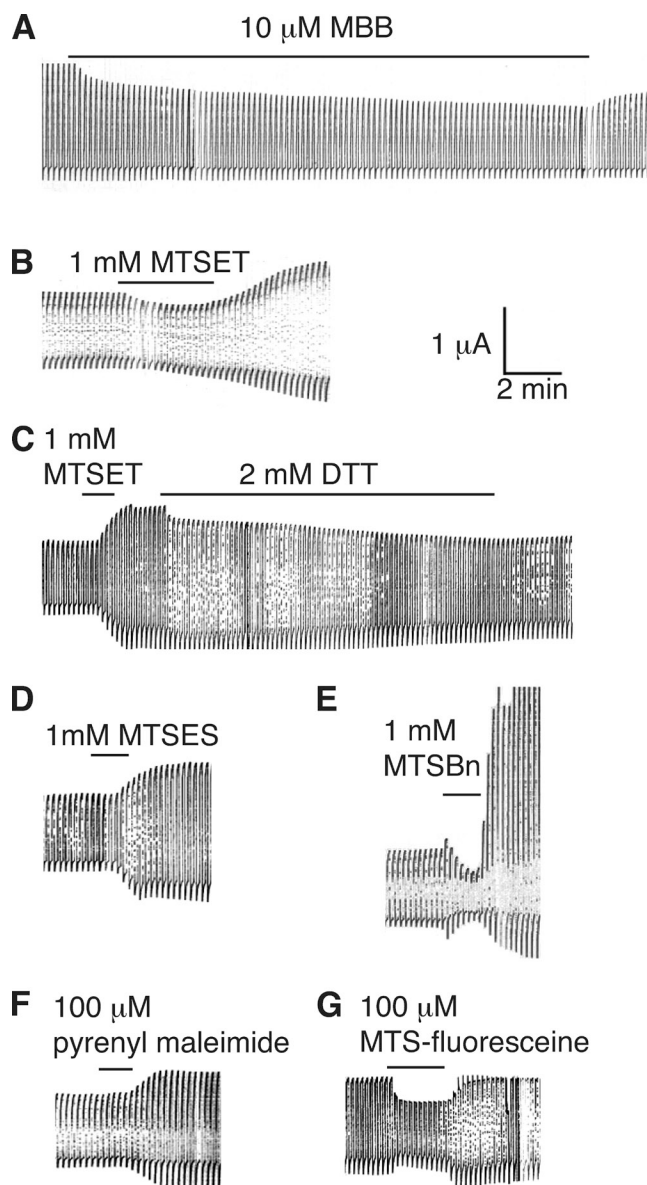 A
10 μM MBB
B
1 mM MTSET
1 μA
2 min
C
1 mM
MTSET
2 mM DTT
D
1mM MTSES
E
1 mM
MTSBn
F
100 μM
pyrenyl maleimide
G
100 μM
MTS-fluoresceine